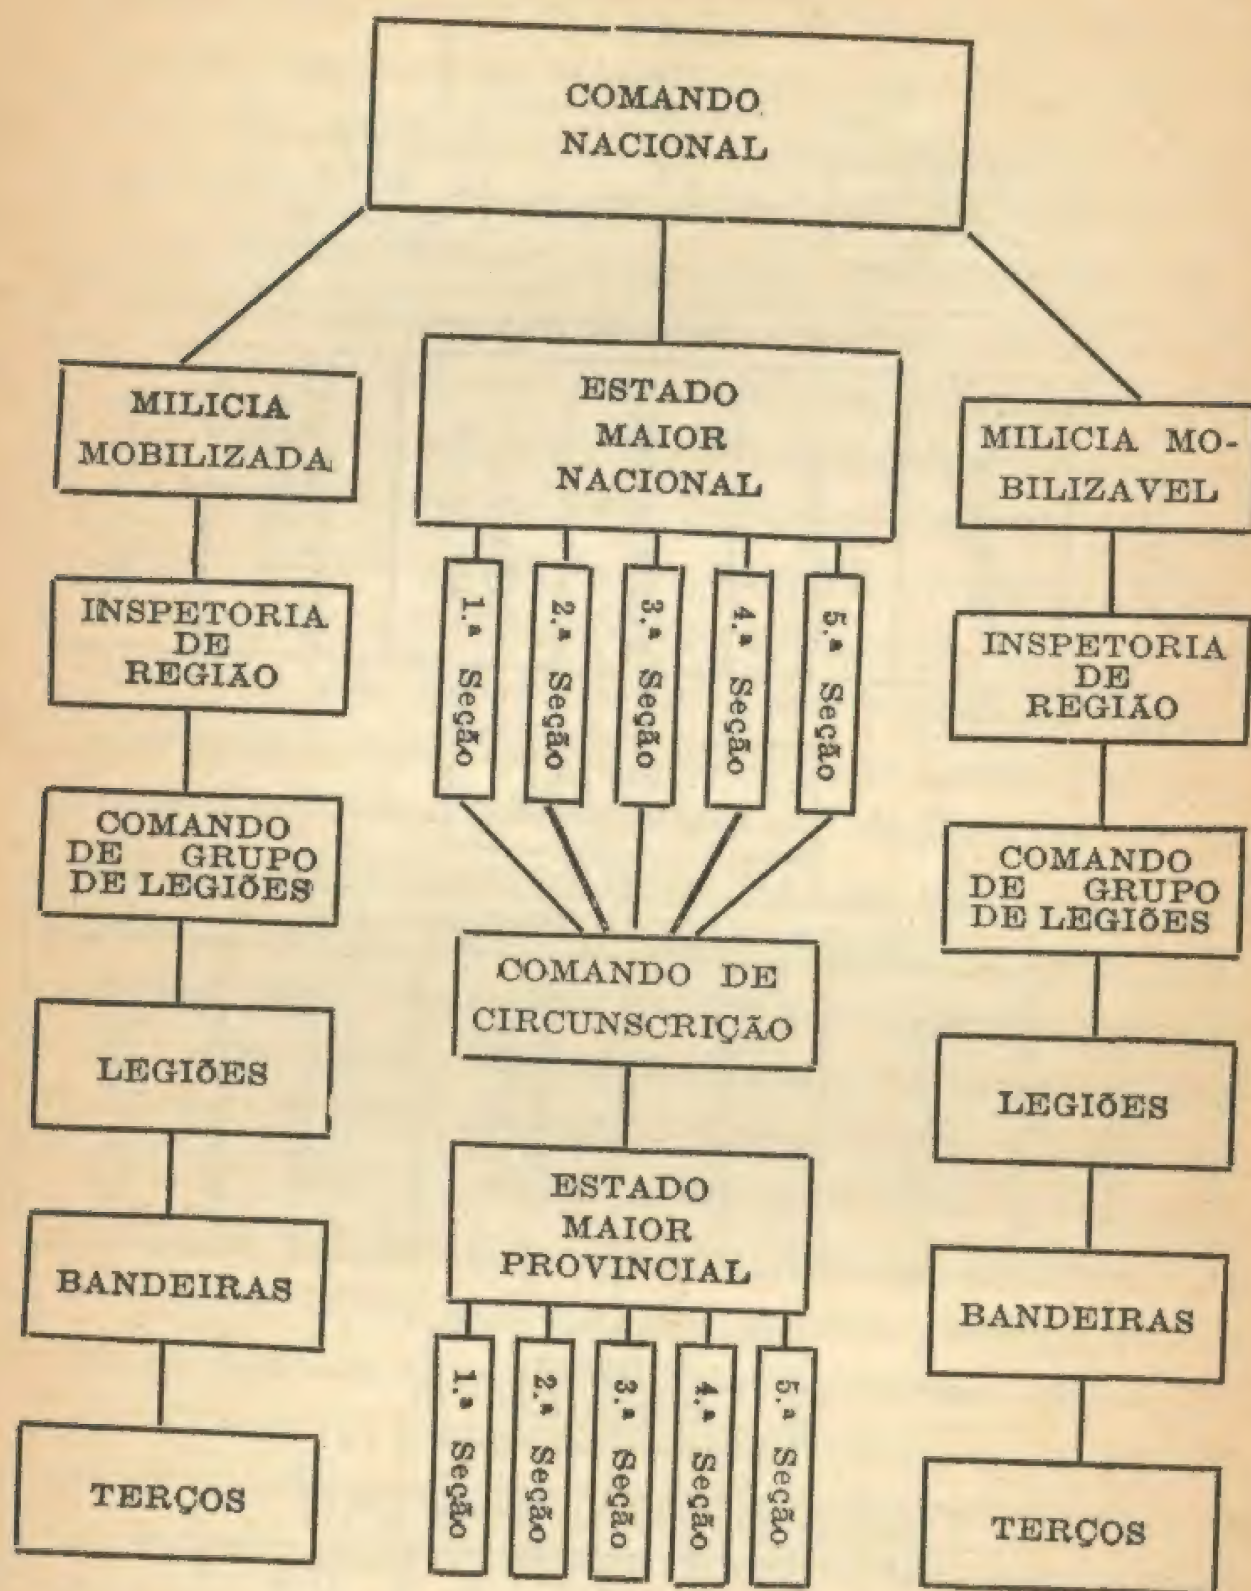 COMANDO
NACIONAL
MILICIA
MOBILIZADA
ESTADO
MAIOR
NACIONAL
MILICIA MO-
BILIZAVEL
1.ª Seção
2.ª Seção
3.ª Seção
4.ª Seção
5.ª Seção
INSPETORIA
DE
REGIÃO
INSPETORIA
DE
REGIÃO
COMANDO
DE GRUPO
DE LEGIÕES
COMANDO
DE GRUPO
DE LEGIÕES
COMANDO DE
CIRCUNSCRIÇÃO
LEGIÕES
LEGIÕES
ESTADO
MAIOR
PROVINCIAL
BANDEIRAS
BANDEIRAS
1.ª Seção
2.ª Seção
3.ª Seção
4.ª Seção
5.ª Seção
TERÇOS
TERÇOS